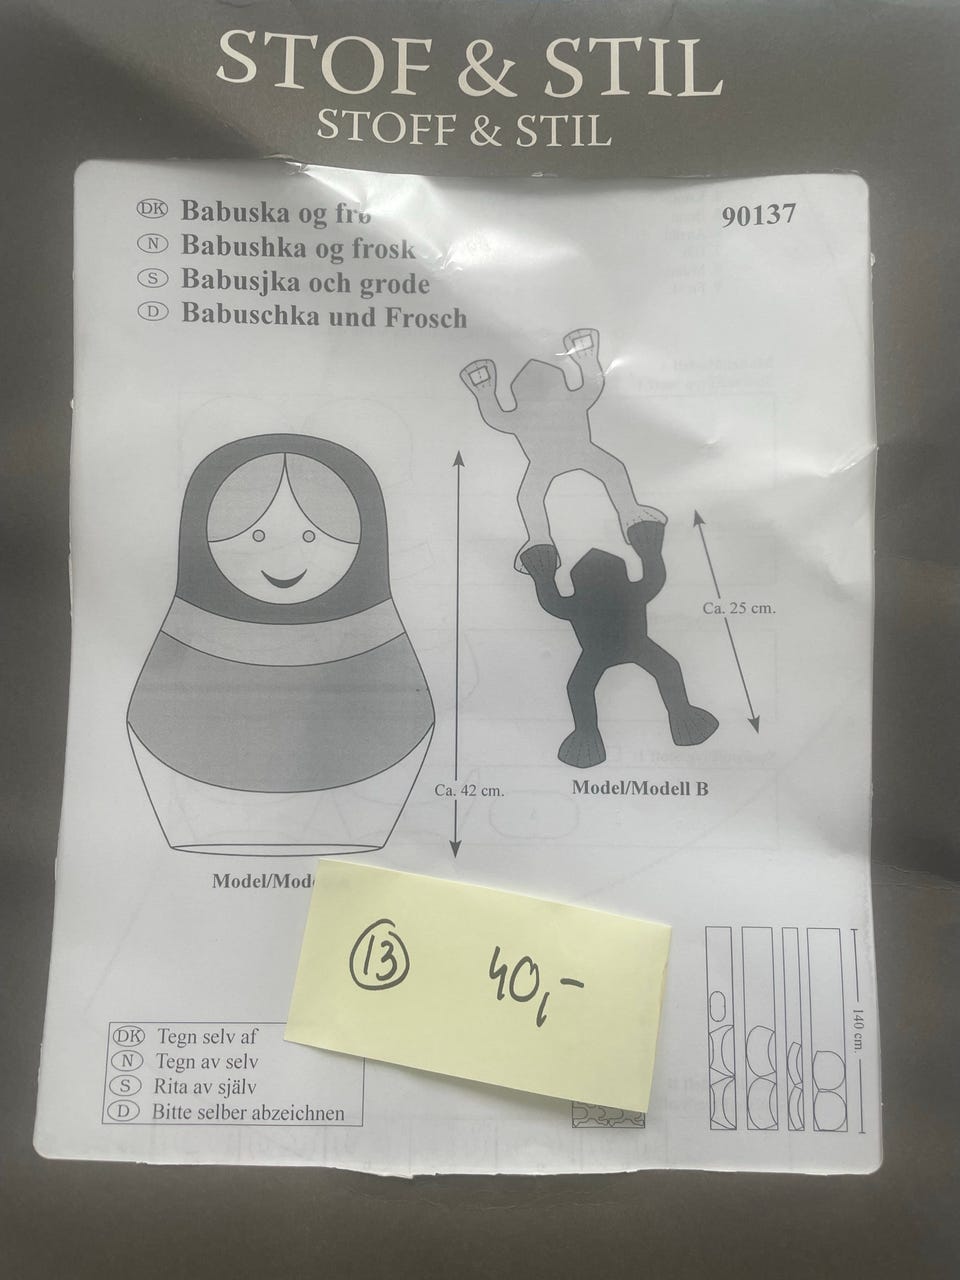 STOF & STIL
STOFF & STIL
DK Babuska og frø
90137
N Babushka og frosk
S Babusjka och grode
D Babuschka und Frosch
Ca. 25 cm.
Ca. 42 cm.
Model/Modell B
Model/Mod
13 40,-
140 cm.
DK Tegn selv af
N Tegn av selv
S Rita av själv
D Bitte selber abzeichnen